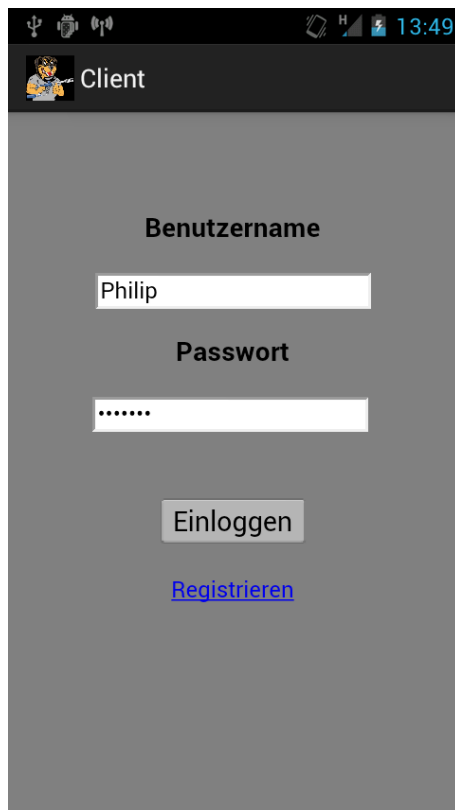 H 13:49
Client
Benutzername
Philip
Passwort
•••••••
Einloggen
Registrieren